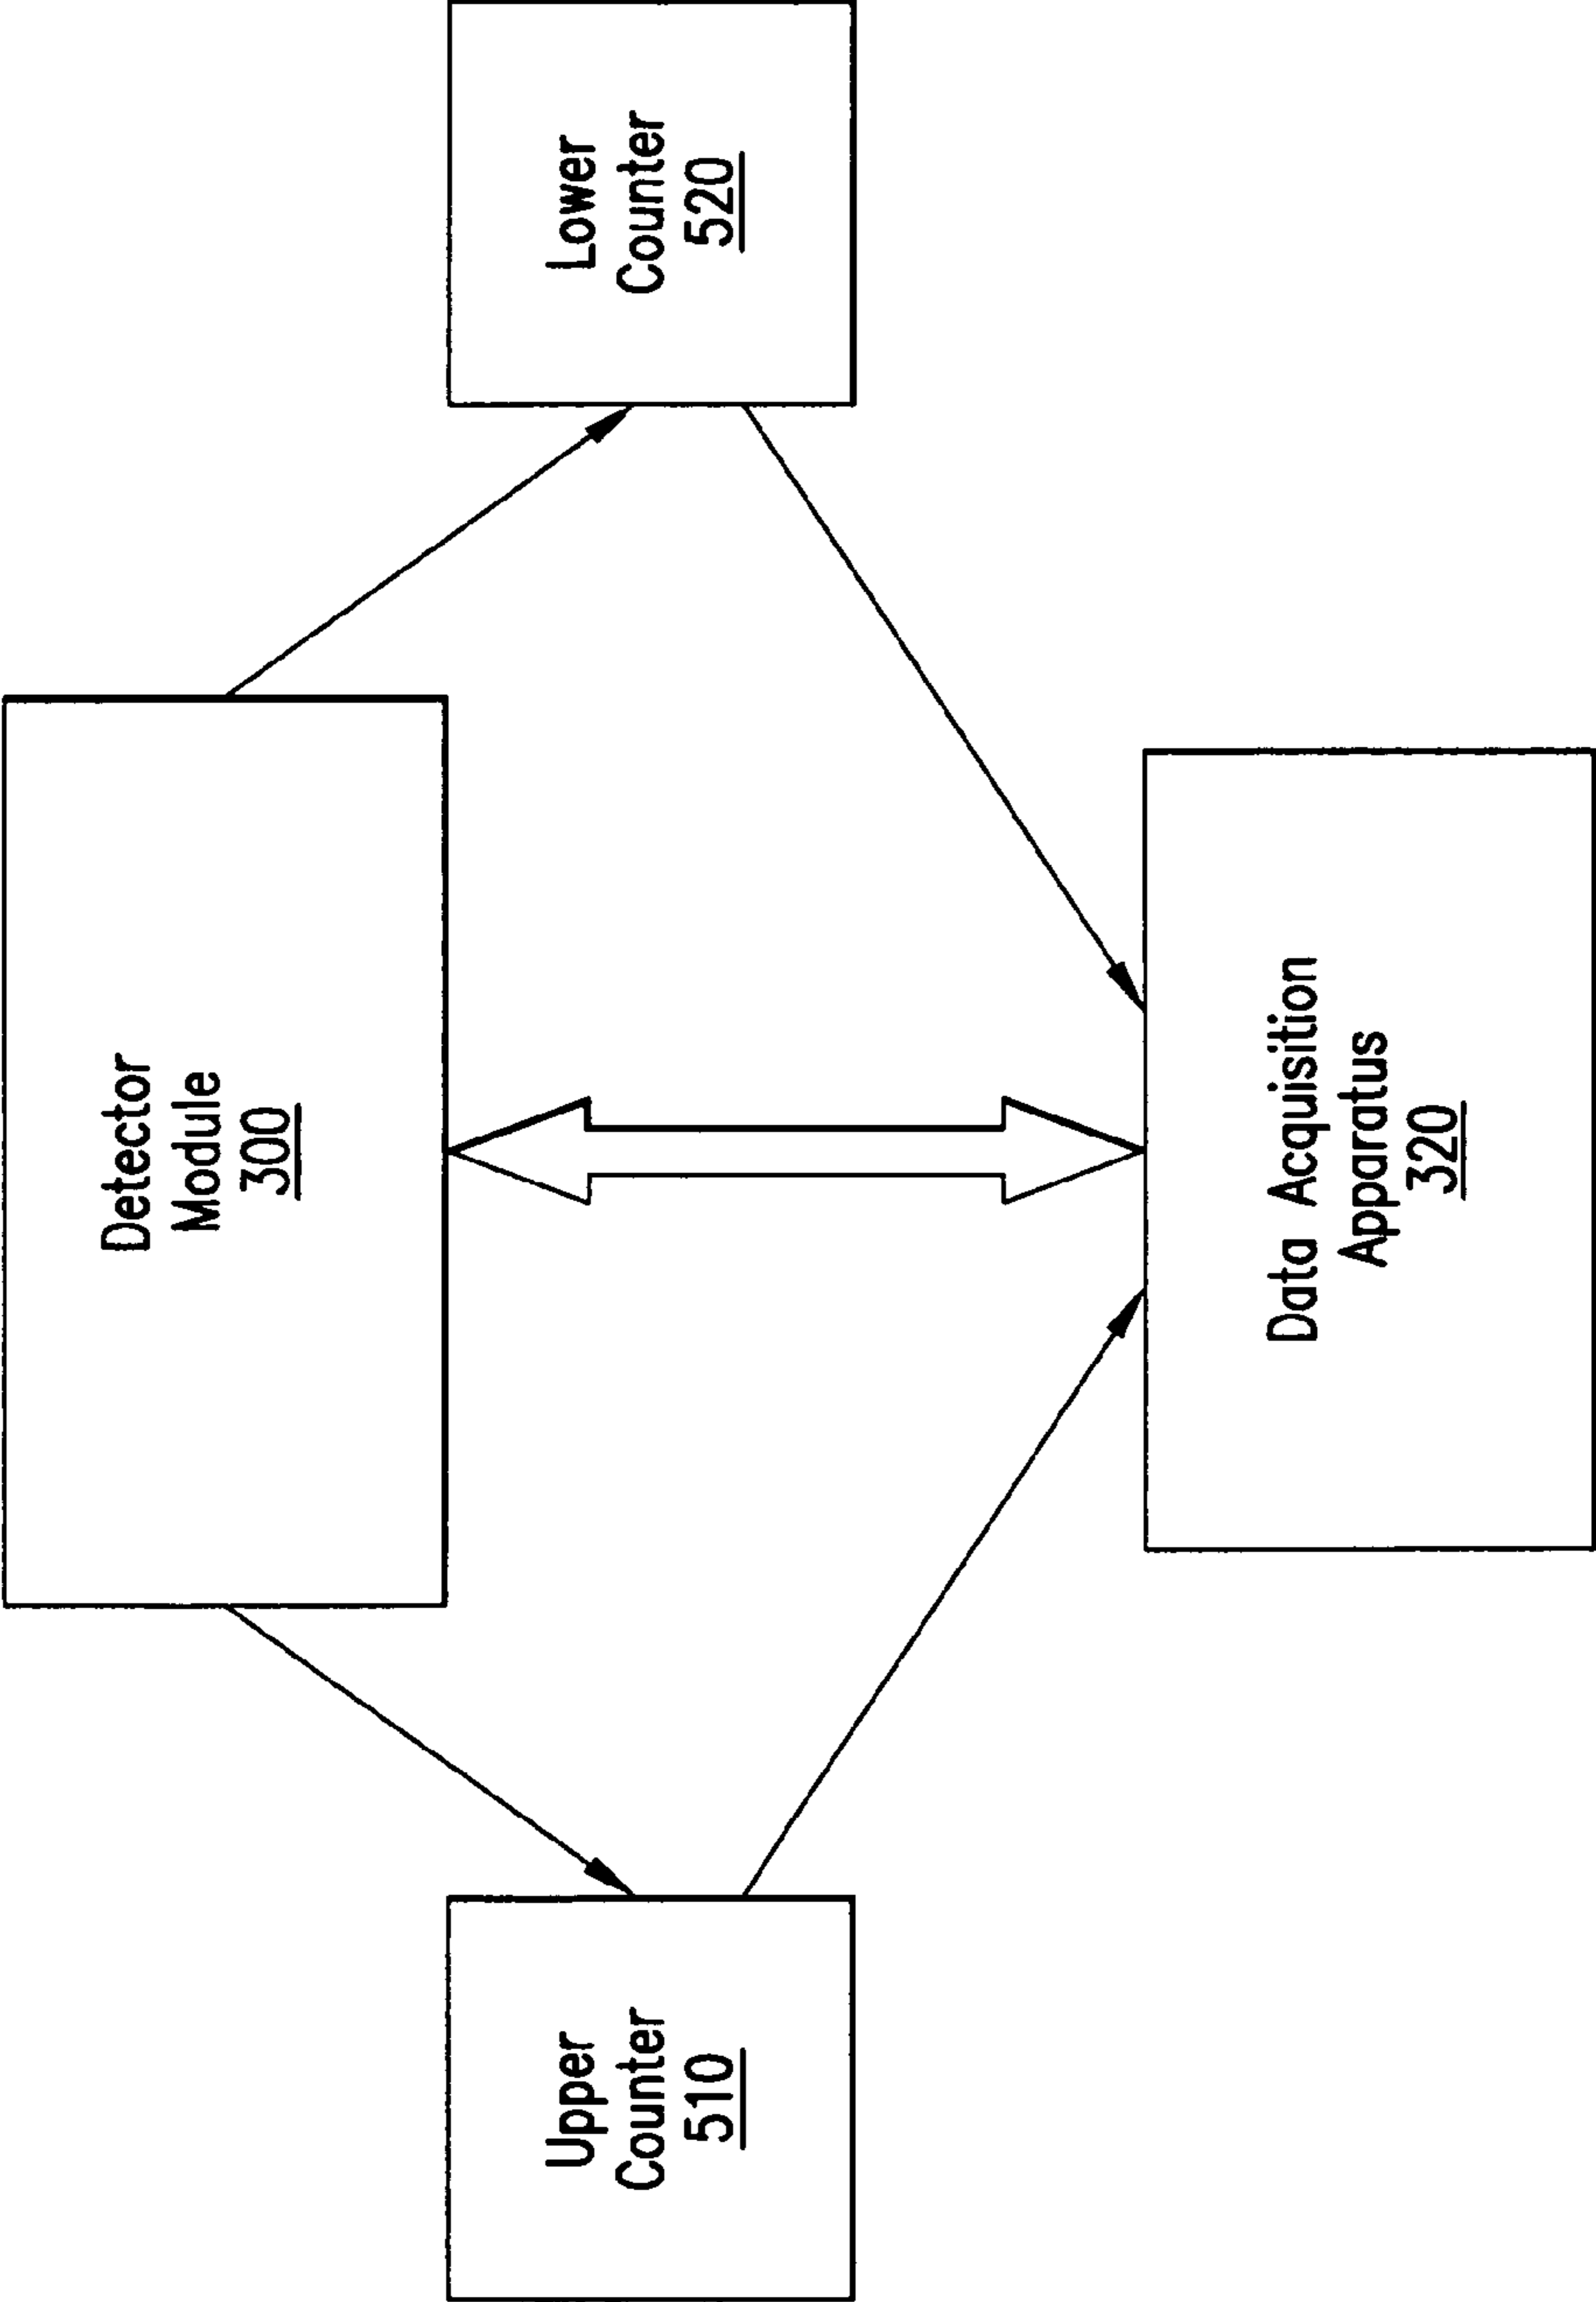 Detector
Module
300
Upper
Counter
510
Lower
Counter
520
Data Acquisition
Apparatus
320